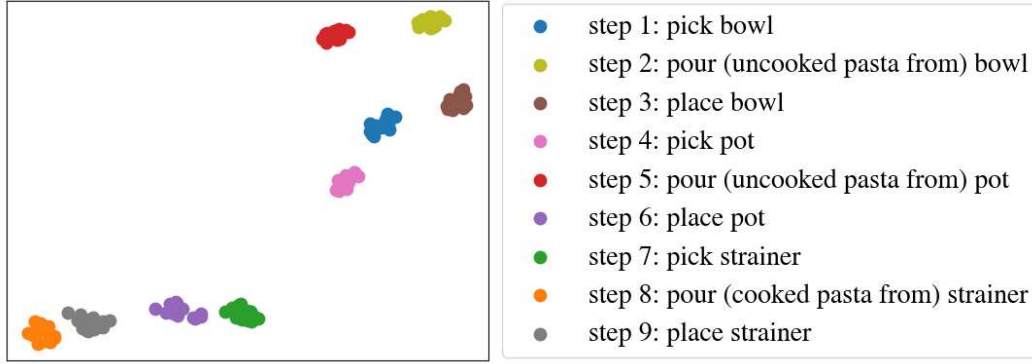 step 1: pick bowl
step 2: pour (uncooked pasta from) bowl
step 3: place bowl
step 4: pick pot
step 5: pour (uncooked pasta from) pot
step 6: place pot
step 7: pick strainer
step 8: pour (cooked pasta from) strainer
step 9: place strainer